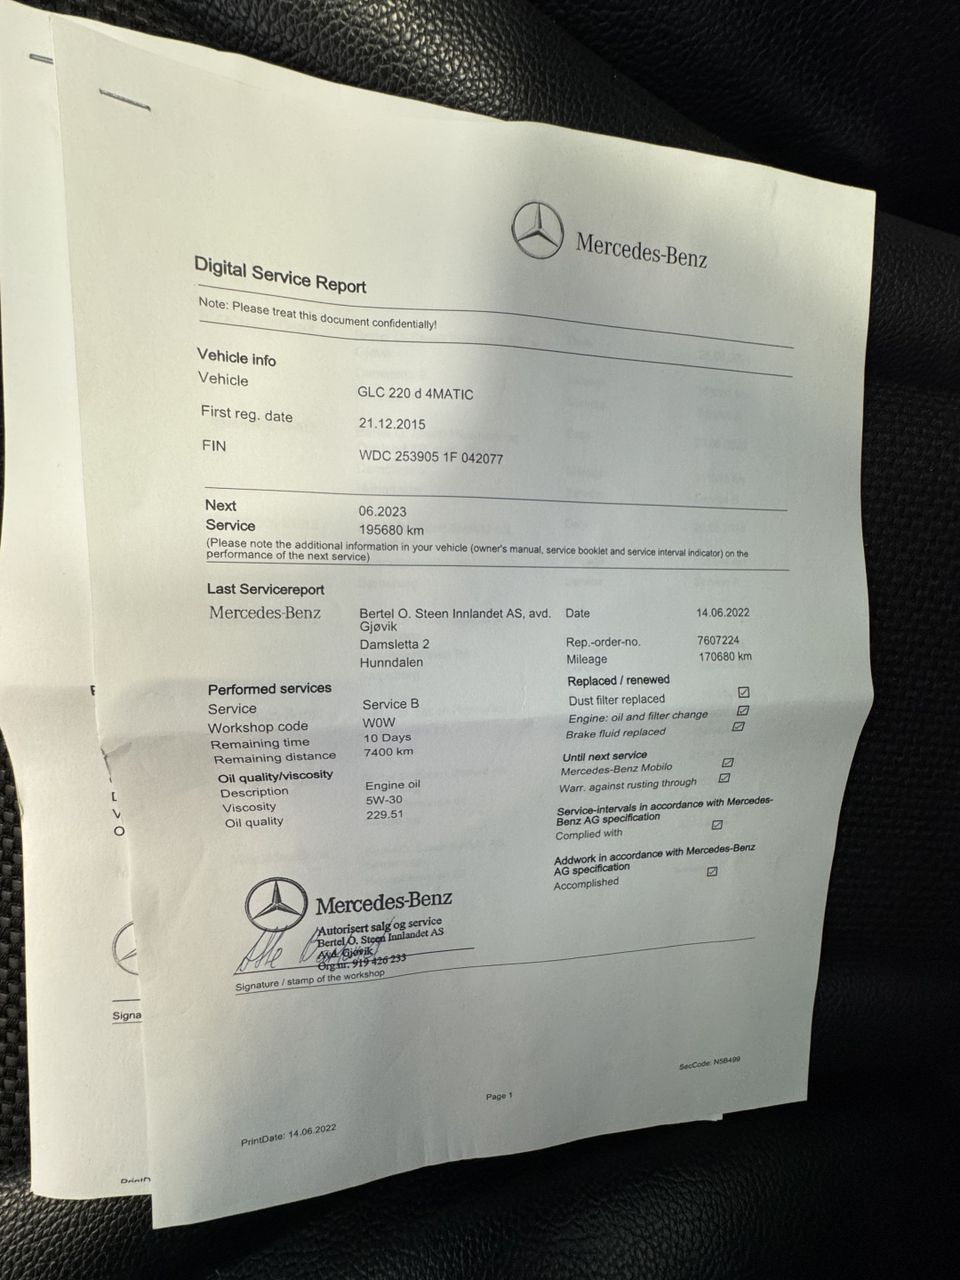 Mercedes-Benz
Digital Service Report
Note: Please treat this document confidentially!
Vehicle info
Vehicle GLC 220 d 4MATIC
First reg. date 21.12.2015
FIN WDC 253905 1F 042077
Next 06.2023
Service 195680 km
(Please note the additional information in your vehicle (owner's manual, service booklet and service interval indicator) on the
performance of the next service)
Last Servicereport
Mercedes-Benz Bertel O. Steen Innlandet AS, avd. Date 14.06.2022
Gjøvik
Damsletta 2 Rep.-order-no. 7607224
Hunndalen Mileage 170680 km
Performed services Replaced / renewed
Service Service B Dust filter replaced
Workshop code W0W Engine: oil and filter change
Remaining time 10 Days Brake fluid replaced
Remaining distance 7400 km
Until next service
Oil quality/viscosity Mercedes-Benz Mobilo
Description Engine oil Warr. against rusting through
Viscosity 5W-30
Oil quality 229.51
Service-intervals in accordance with Mercedes-
Benz AG specification
Complied with
Addwork in accordance with Mercedes-Benz
AG specification
Accomplished
Mercedes-Benz
Autorisert salg og service
Bertel O. Steen Innlandet AS
Avd. Gjøvik
Org.nr. 919 426 233
Signature / stamp of the workshop
Signa
SecCode: N5B499
Page 1
PrintDate: 14.06.2022